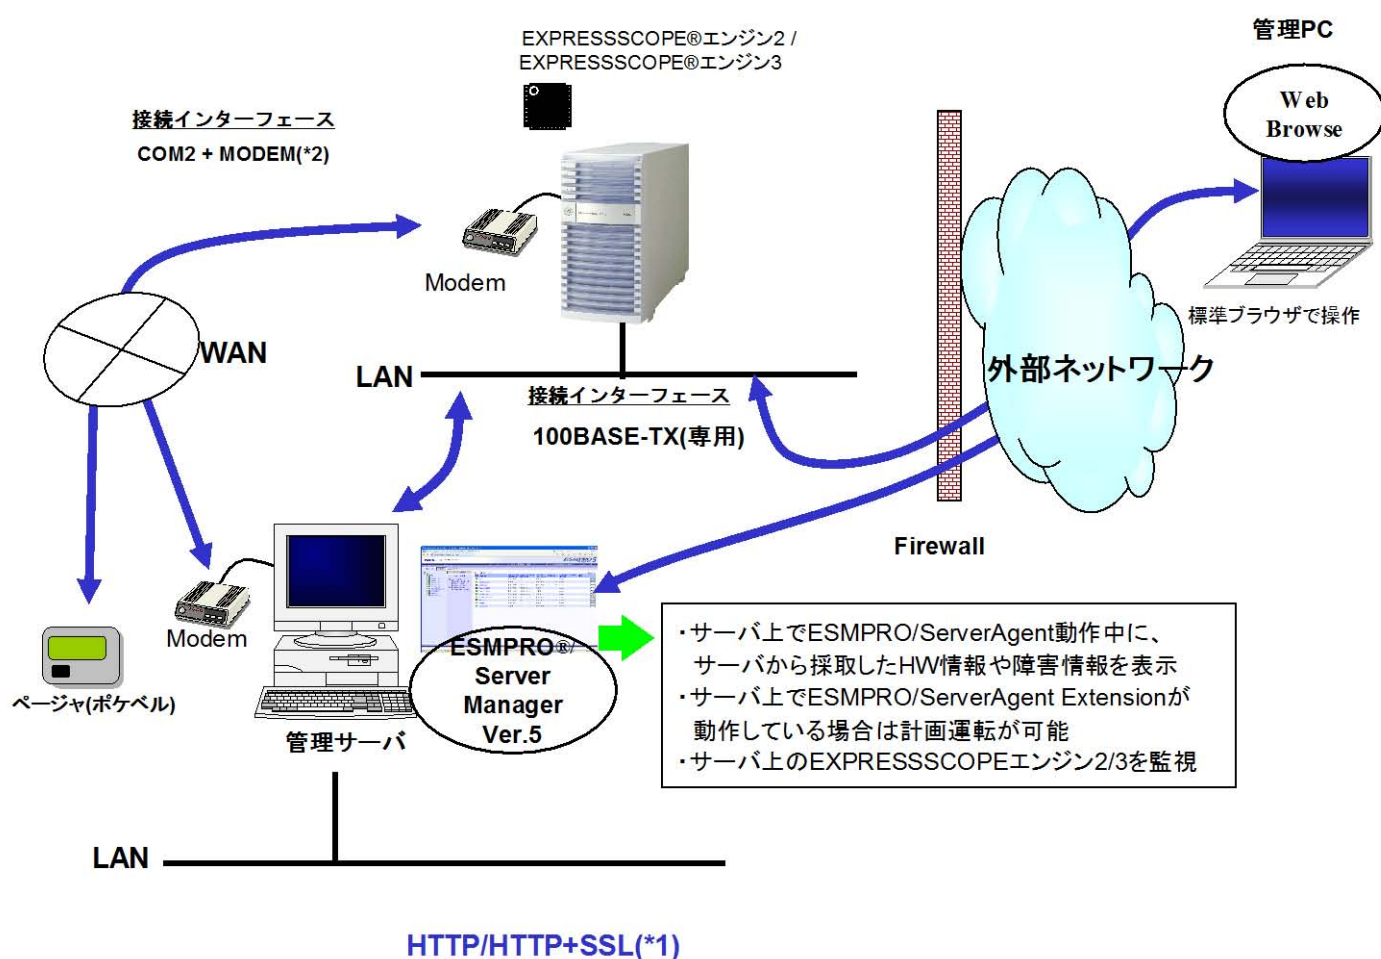 EXPRESSSCOPE®エンジン2 /
EXPRESSSCOPE®エンジン3
管理PC
Web
Browse
接続インターフェース
COM2 + MODEM(*2)
Modem
標準ブラウザで操作
WAN
LAN
外部ネットワーク
接続インターフェース
100BASE-TX(専用)
Firewall
Modem
ページャ(ポケベル)
管理サーバ
ESMPRO®/
Server
Manager
Ver.5
・サーバ上でESMPRO/ServerAgent動作中に、
サーバから採取したHW情報や障害情報を表示
・サーバ上でESMPRO/ServerAgent Extensionが
動作している場合は計画運転が可能
・サーバ上のEXPRESSSCOPEエンジン2/3を監視
LAN
HTTP/HTTP+SSL(*1)